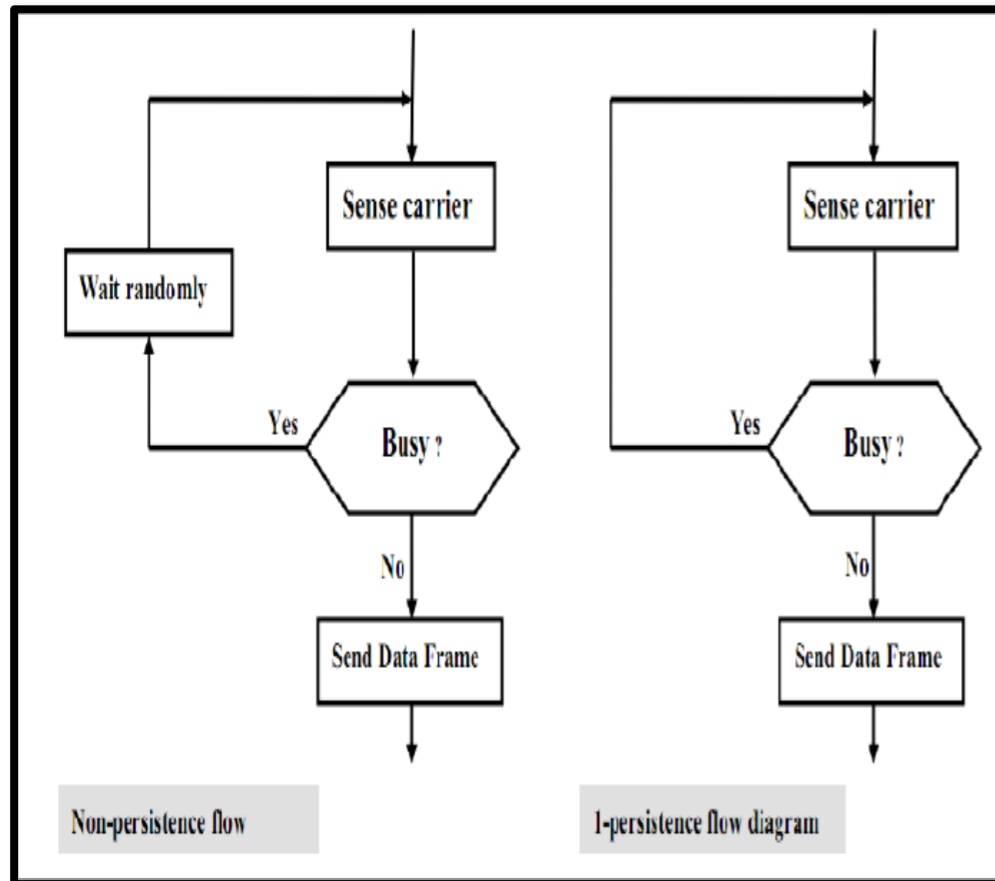 Sense carrier
Wait randomly
Yes
Busy ?
No
Send Data Frame
Non-persistence flow
Sense carrier
Yes
Busy ?
No
Send Data Frame
1-persistence flow diagram